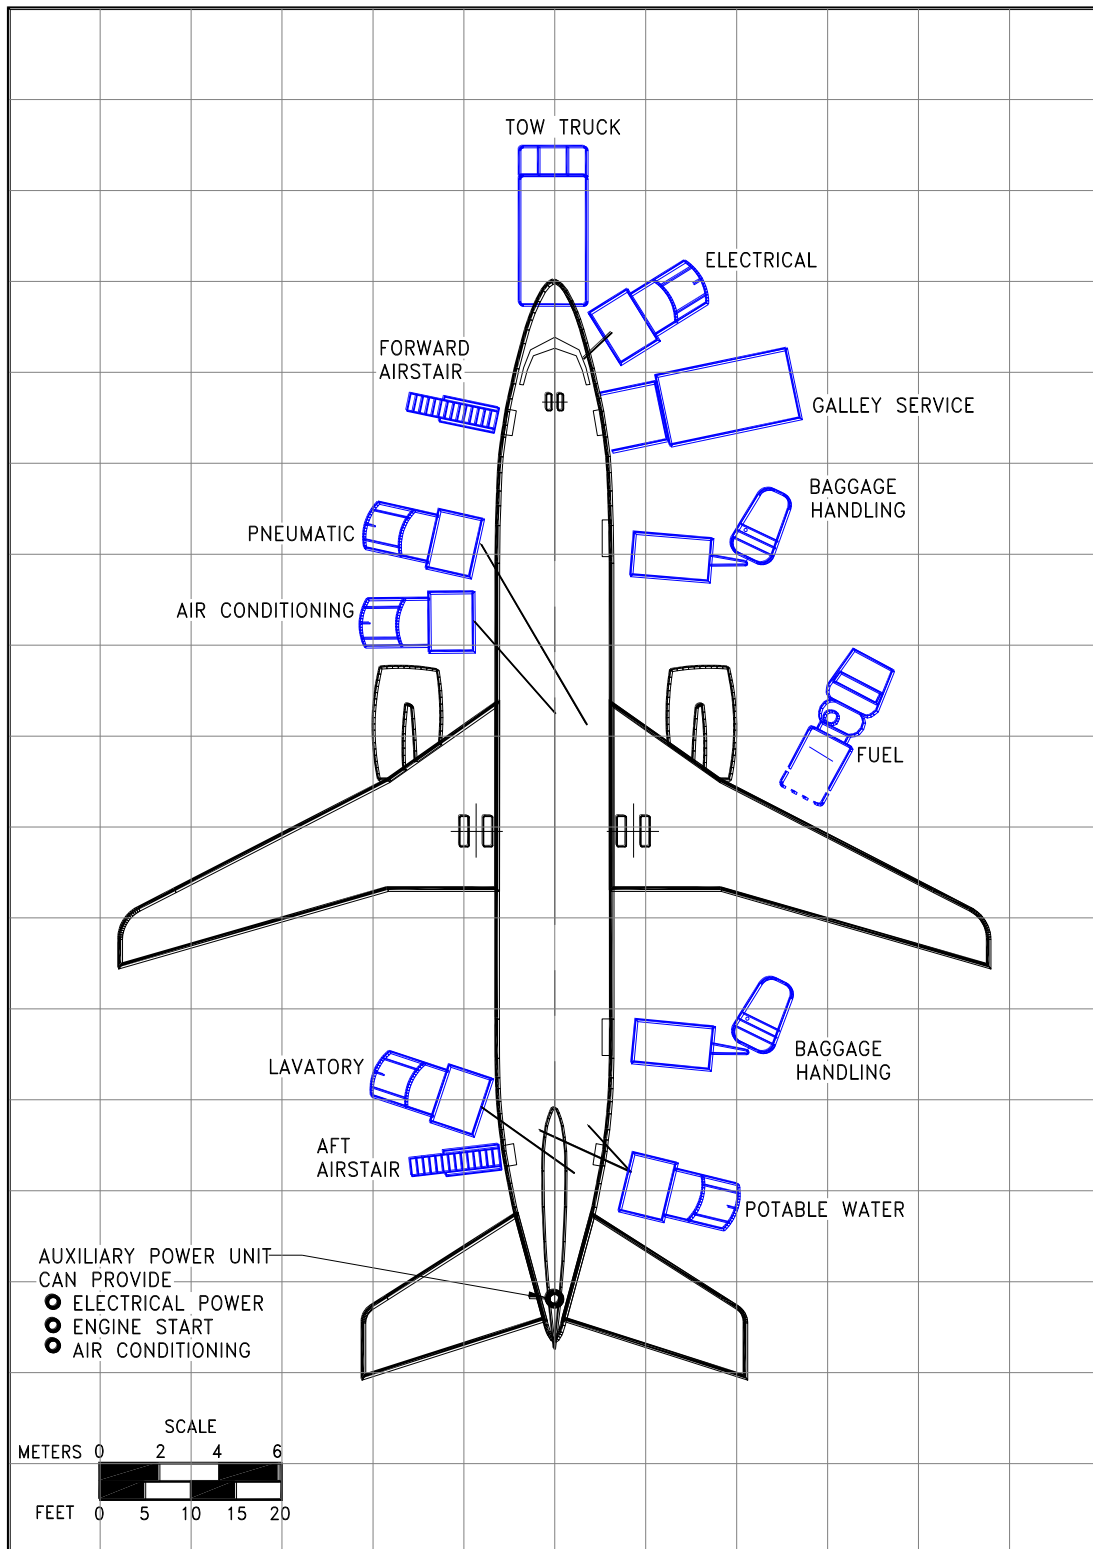 TOW TRUCK
ELECTRICAL
FORWARD
AIRSTAIR
GALLEY SERVICE
BAGGAGE
HANDLING
PNEUMATIC
AIR CONDITIONING
FUEL
BAGGAGE
HANDLING
LAVATORY
AFT
AIRSTAIR
POTABLE WATER
AUXILIARY POWER UNIT
CAN PROVIDE
ELECTRICAL POWER
ENGINE START
AIR CONDITIONING
SCALE
METERS 0 2 4 6
FEET 0 5 10 15 20